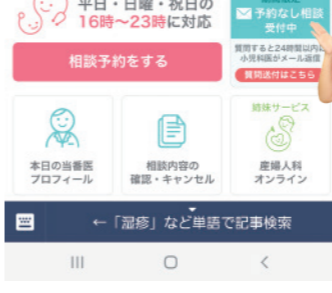 平日・日曜・祝日の
16時～23時に対応
予約なし相談
受付中
質問すると24時間以内に
小児科医がメール返信
質問送付はこちら
相談予約をする
姉妹サービス
本日の当番医
プロフィール
相談内容の
確認・キャンセル
産婦人科
オンライン
←「湿疹」など単語で記事検索